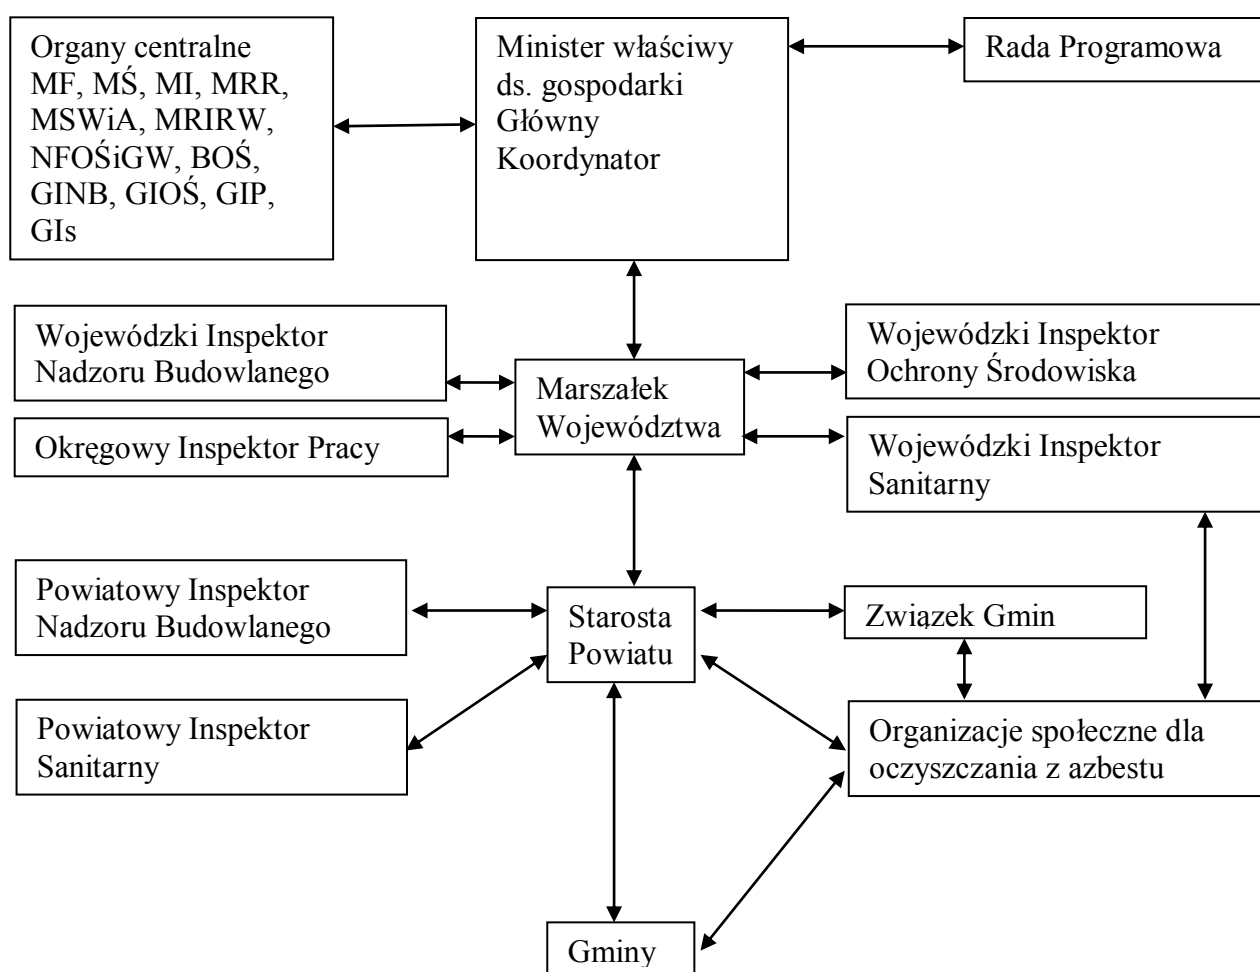 Organy centralne
MF, MŚ, MI, MRR,
MSWiA, MRIRW,
NFOŚiGW, BOŚ,
GINB, GIOŚ, GIP,
GIs
Minister właściwy
ds. gospodarki
Główny
Koordynator
Rada Programowa
Wojewódzki Inspektor
Nadzoru Budowlanego
Okręgowy Inspektor Pracy
Marszałek
Województwa
Wojewódzki Inspektor
Ochrony Środowiska
Wojewódzki Inspektor
Sanitarny
Powiatowy Inspektor
Nadzoru Budowlanego
Powiatowy Inspektor
Sanitarny
Starosta
Powiatu
Związek Gmin
Organizacje społeczne dla
oczyszczania z azbestu
Gminy